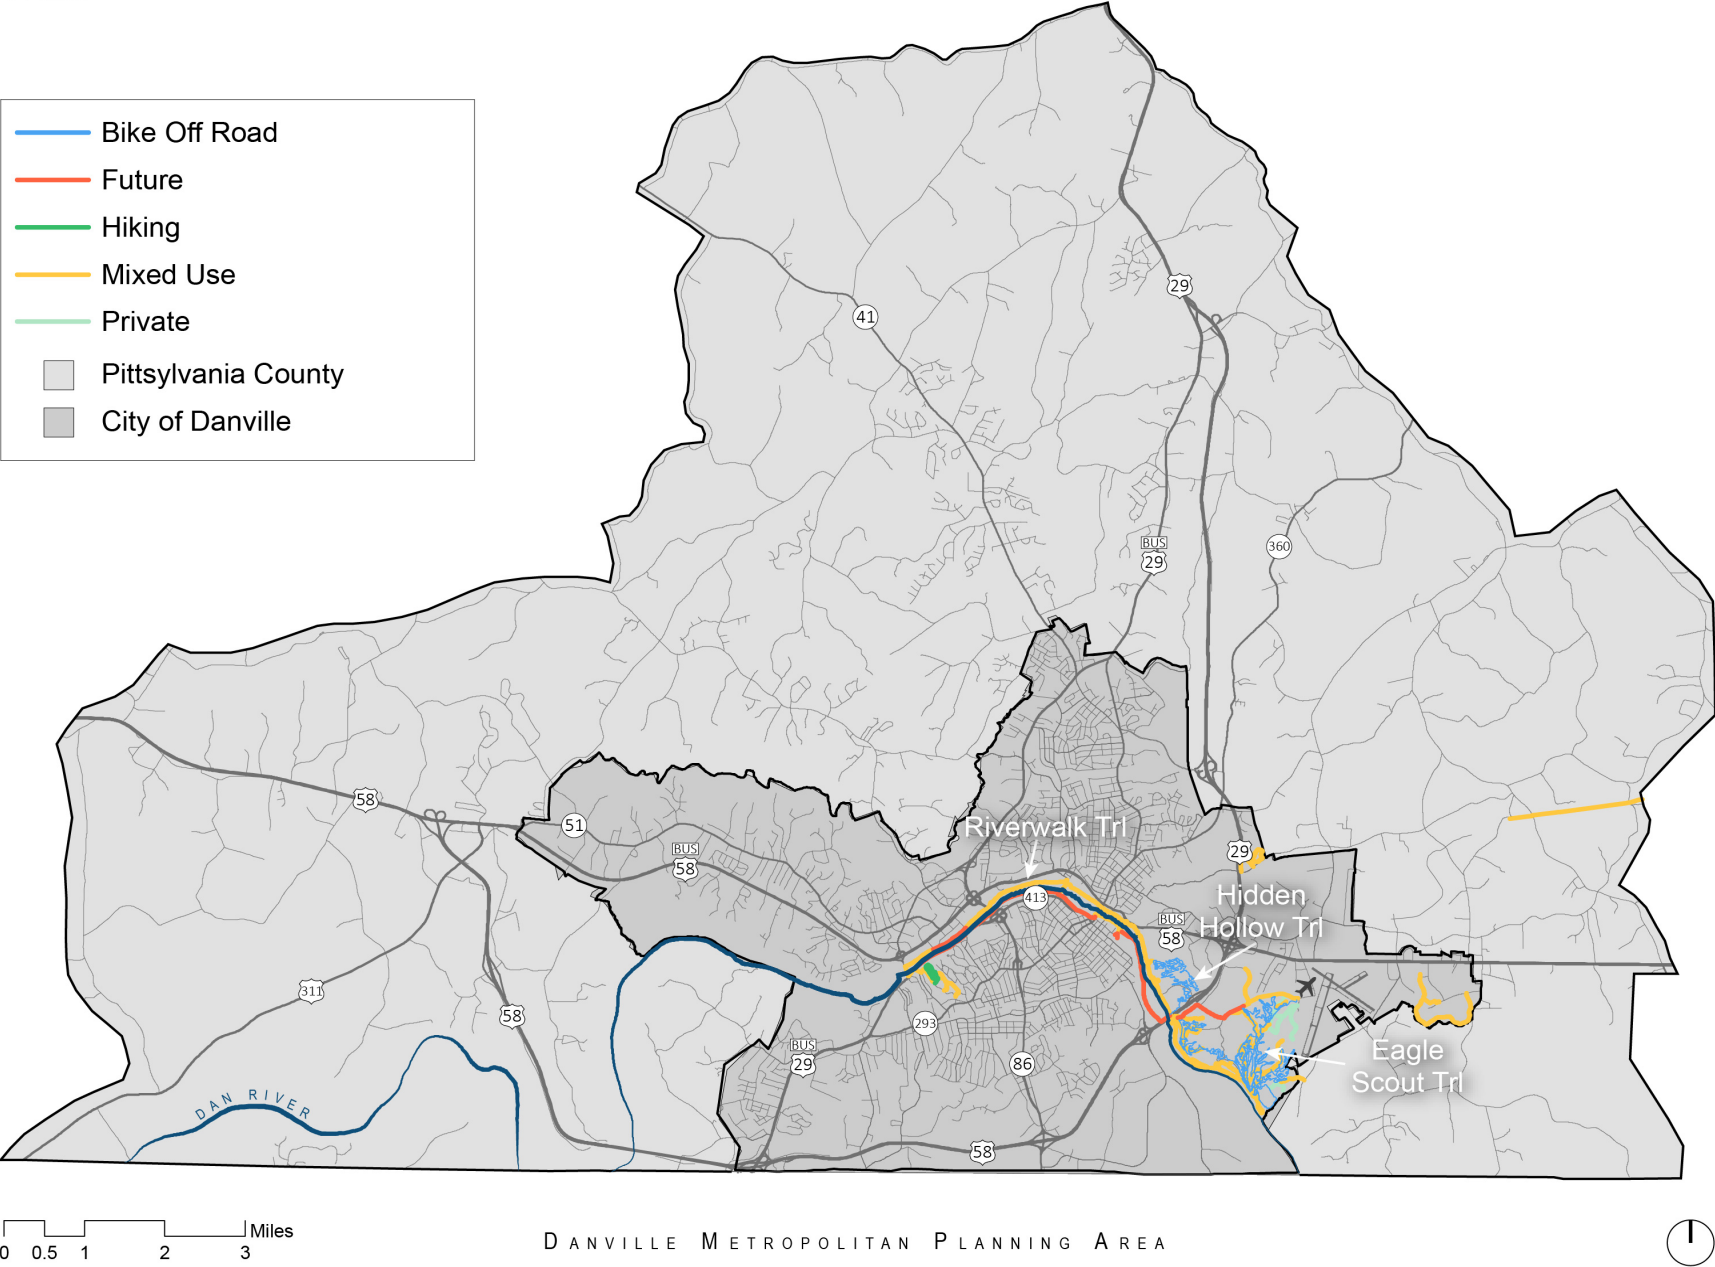 Bike Off Road
Future
Hiking
Mixed Use
Private
Pittsylvania County
City of Danville
29
41
BUS
29
360
58
51
BUS
58
Riverwalk Trl
413
29
Hidden
Hollow Trl
BUS
58
311
58
293
BUS
29
86
Eagle
Scout Trl
DAN RIVER
58
0 0.5 1 2 3 Miles
DANVILLE METROPOLITAN PLANNING AREA